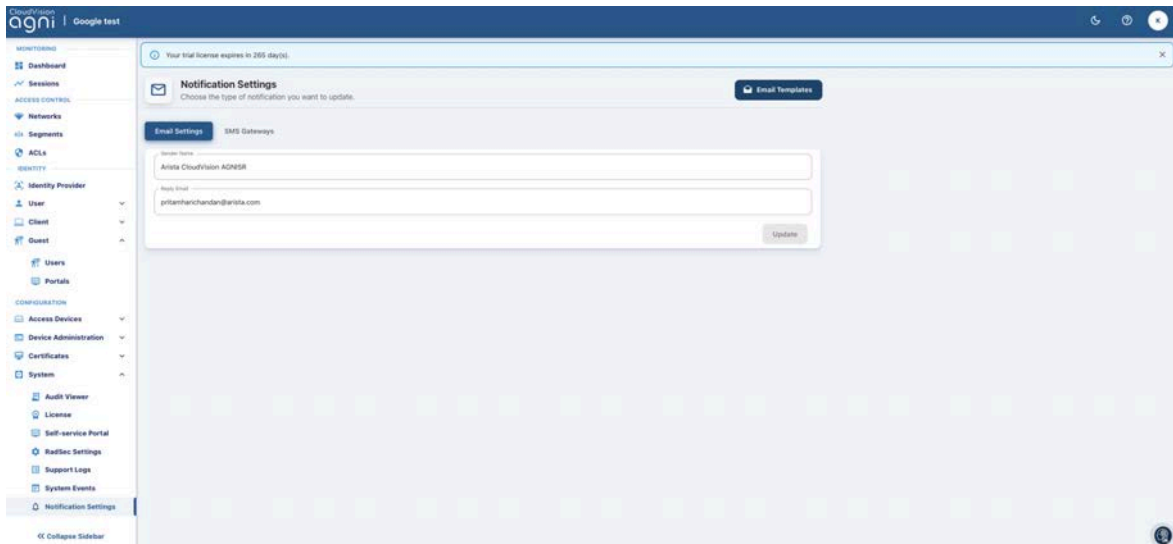 CloudVision
agni | Google test
MONITORING
Dashboard
Sessions
ACCESS CONTROL
Networks
Segments
ACLs
IDENTITY
Identity Provider
User
Client
Guest
Users
Portals
CONFIGURATION
Access Devices
Device Administration
Certificates
System
Audit Viewer
License
Self-service Portal
RadSec Settings
Support Logs
System Events
Notification Settings
Collapse Sidebar
Your trial license expires in 265 day(s).
Notification Settings
Choose the type of notification you want to update.
Email Templates
Email Settings
SMS Gateways
Sender Name
Arista CloudVision AGNISR
Reply Email
pritamharichandan@arista.com
Update